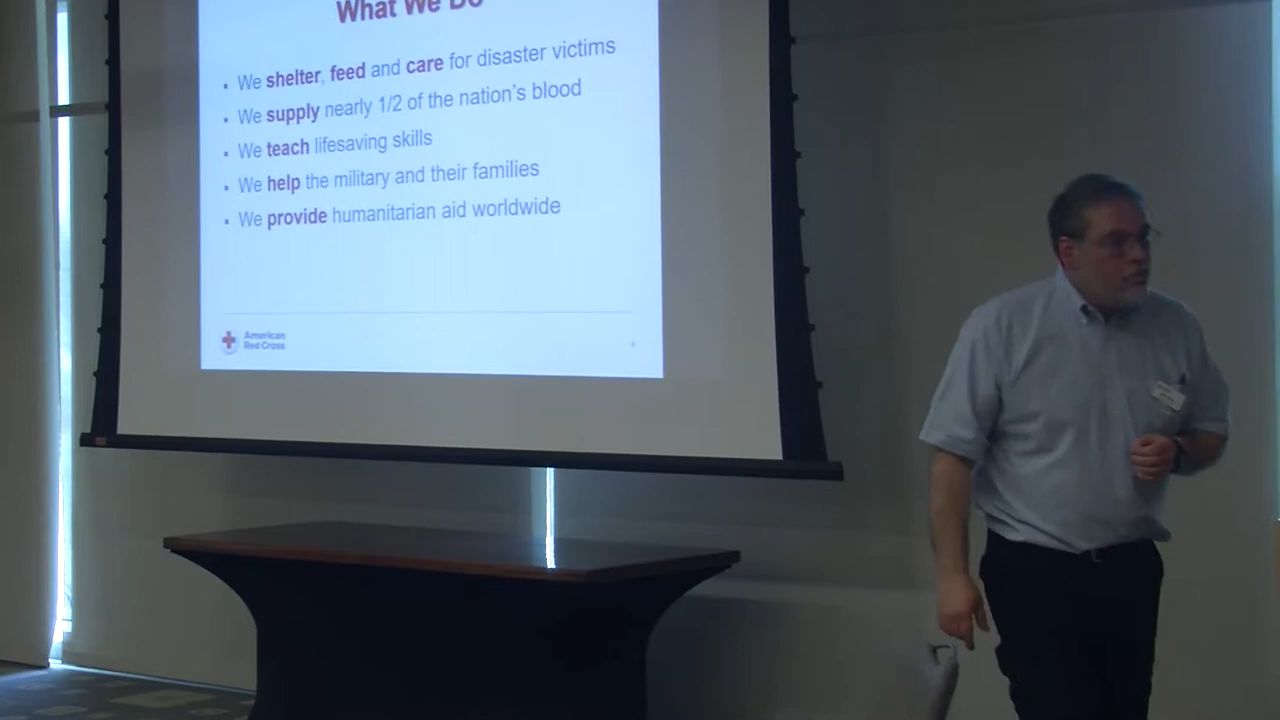 What We Do
▪ We shelter, feed and care for disaster victims
▪ We supply nearly 1/2 of the nation's blood
▪ We teach lifesaving skills
▪ We help the military and their families
▪ We provide humanitarian aid worldwide
American
Red Cross
4